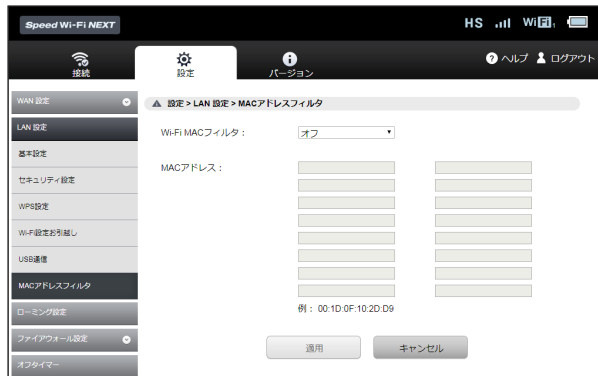 Speed Wi-Fi NEXT
HS WiFi 1
接続
設定
バージョン
? ヘルプ ログアウト
WAN 設定
設定 > LAN 設定 > MACアドレスフィルタ
LAN 設定
Wi-Fi MACフィルタ： オフ
基本設定
MACアドレス：
セキュリティ設定
WPS設定
Wi-Fi設定お引越し
USB通信
MACアドレスフィルタ
例： 00:1D:0F:10:2D:D9
ローミング設定
ファイアウォール設定
適用 キャンセル
オフタイマー